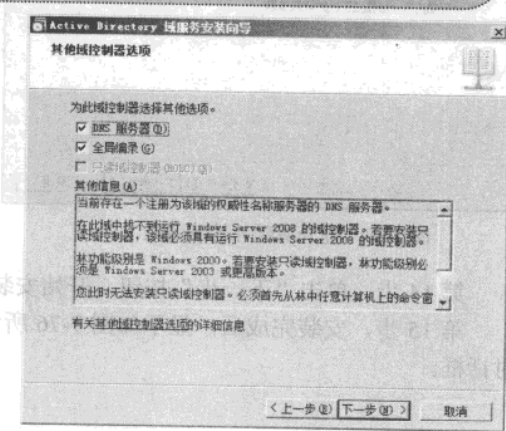 Active Directory 域服务安装向导
其他域控制器选项
为此域控制器选择其他选项。
DNS 服务器(D)
全局编录(G)
只读域控制器(RODC)(R)
其他信息(A):
当前存在一个注册为该域的权威性名称服务器的 DNS 服务器。
在此域中找不到运行 Windows Server 2008 的域控制器。若要安装只
读域控制器，该域必须具有运行 Windows Server 2008 的域控制器。
林功能级别是 Windows 2000。若要安装只读域控制器，林功能级别必
须是 Windows Server 2003 或更高版本。
您此时无法安装只读域控制器。必须首先从林中任意计算机上的命令窗
有关其他域控制器选项的详细信息
<上一步(B) 下一步(N)> 取消